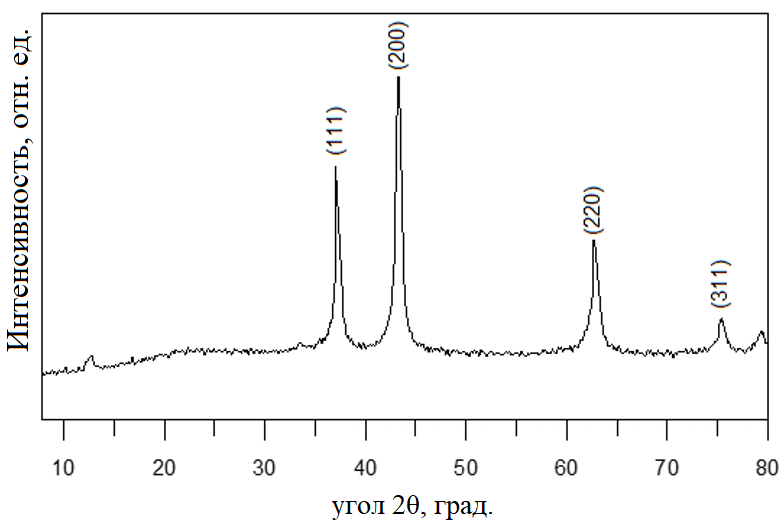 Интенсивность, отн. ед.
(111)
(200)
(220)
(311)
10 20 30 40 50 60 70 80
угол 2θ, град.